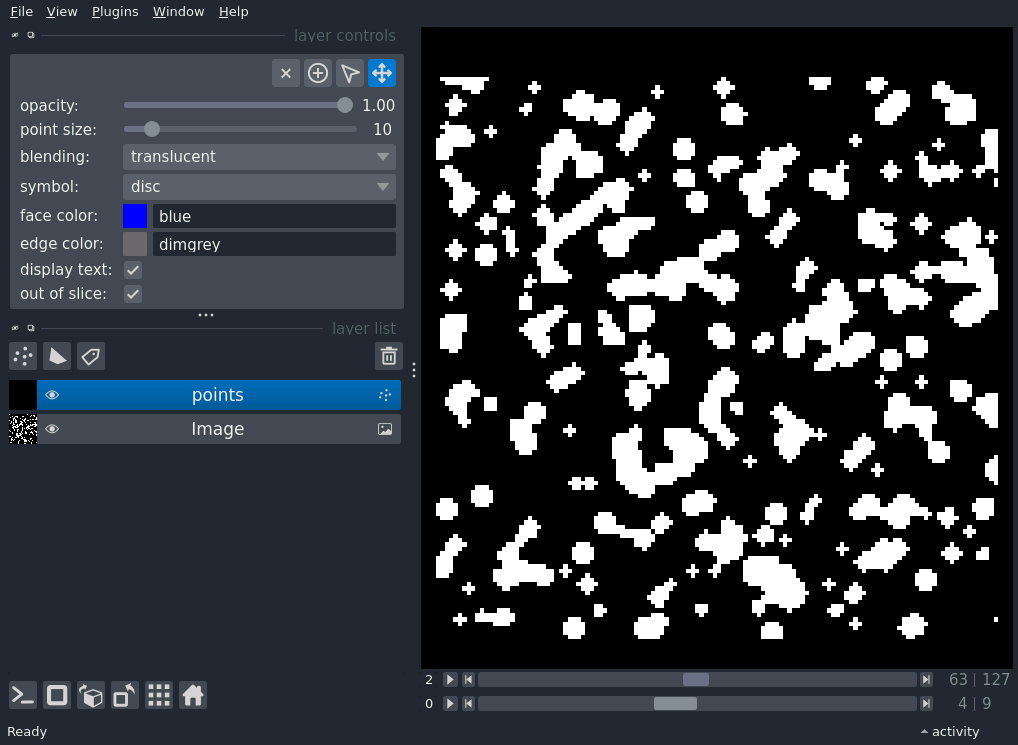 File View Plugins Window Help
layer controls
opacity: 1.00
point size: 10
blending: translucent
symbol: disc
face color: blue
edge color: dimgrey
display text:
out of slice:
layer list
points
Image
2 63 | 127
0 4 | 9
Ready activity